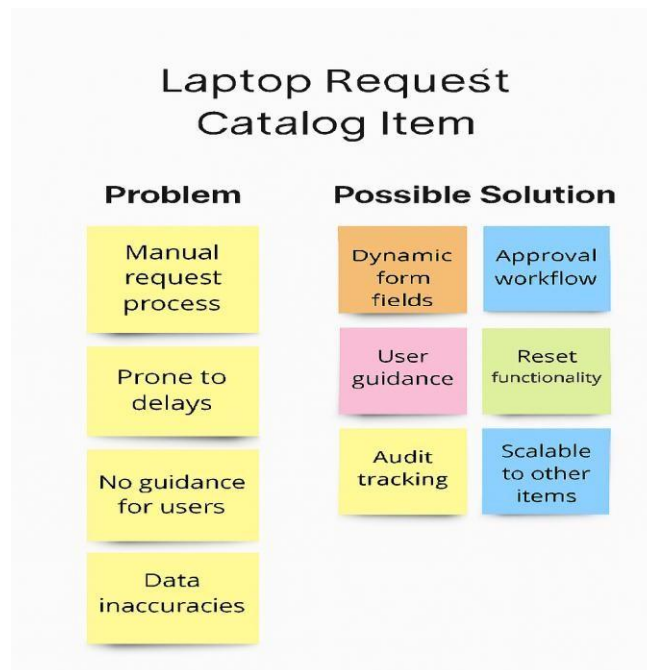 Laptop Request
Catalog Item
Problem
Manual
request
process
Prone to
delays
No guidance
for users
Data
inaccuracies
Possible Solution
Dynamic
form
fields
Approval
workflow
User
guidance
Reset
functionality
Audit
tracking
Scalable
to other
items